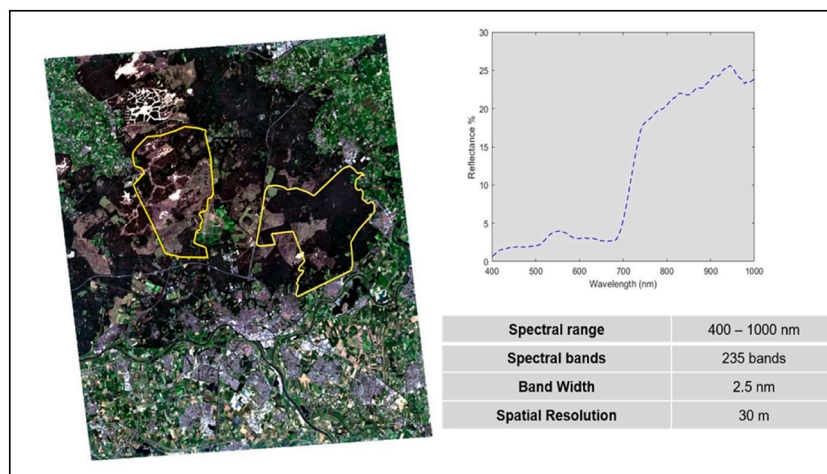 30
25
20
15
10
5
0
Reflectance %
400 500 600 700 800 900 1000
Wavelength (nm)
Spectral range 400 – 1000 nm
Spectral bands 235 bands
Band Width 2.5 nm
Spatial Resolution 30 m